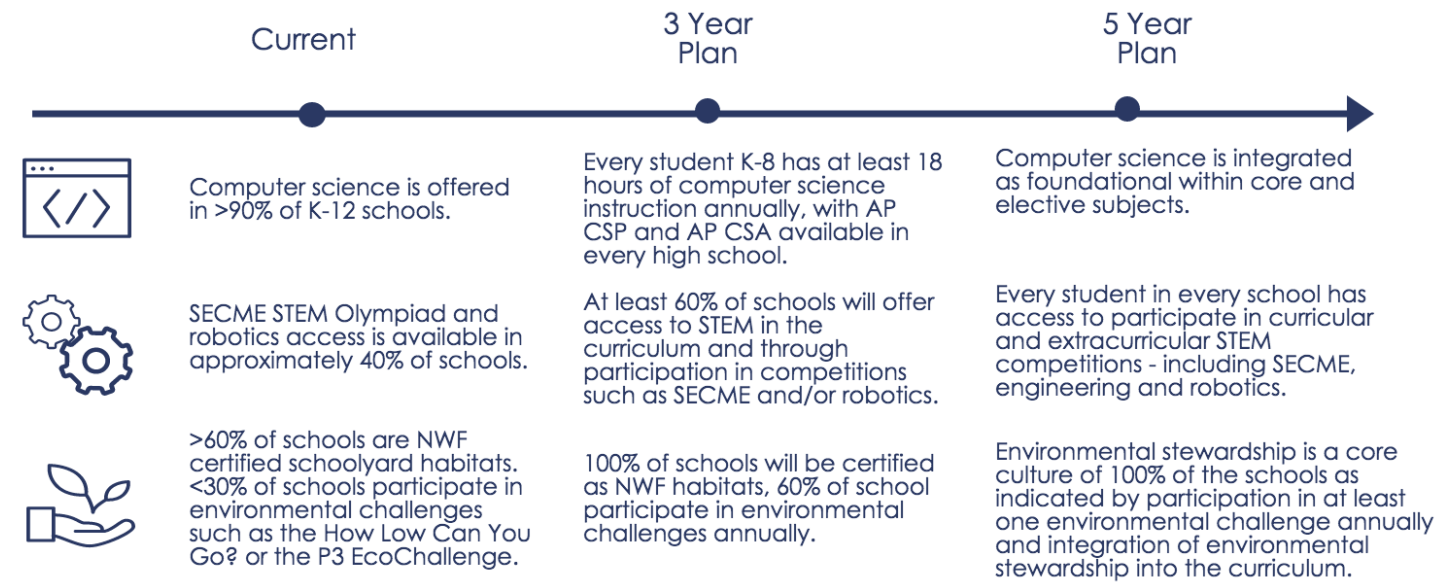 Current
3 Year
Plan
5 Year
Plan
</>
Computer science is offered
in >90% of K-12 schools.
Every student K-8 has at least 18
hours of computer science
instruction annually, with AP
CSP and AP CSA available in
every high school.
Computer science is integrated
as foundational within core and
elective subjects.
SECME STEM Olympiad and
robotics access is available in
approximately 40% of schools.
At least 60% of schools will offer
access to STEM in the
curriculum and through
participation in competitions
such as SECME and/or robotics.
Every student in every school has
access to participate in curricular
and extracurricular STEM
competitions - including SECME,
engineering and robotics.
>60% of schools are NWF
certified schoolyard habitats.
<30% of schools participate in
environmental challenges
such as the How Low Can You
Go? or the P3 EcoChallenge.
100% of schools will be certified
as NWF habitats, 60% of school
participate in environmental
challenges annually.
Environmental stewardship is a core
culture of 100% of the schools as
indicated by participation in at least
one environmental challenge annually
and integration of environmental
stewardship into the curriculum.